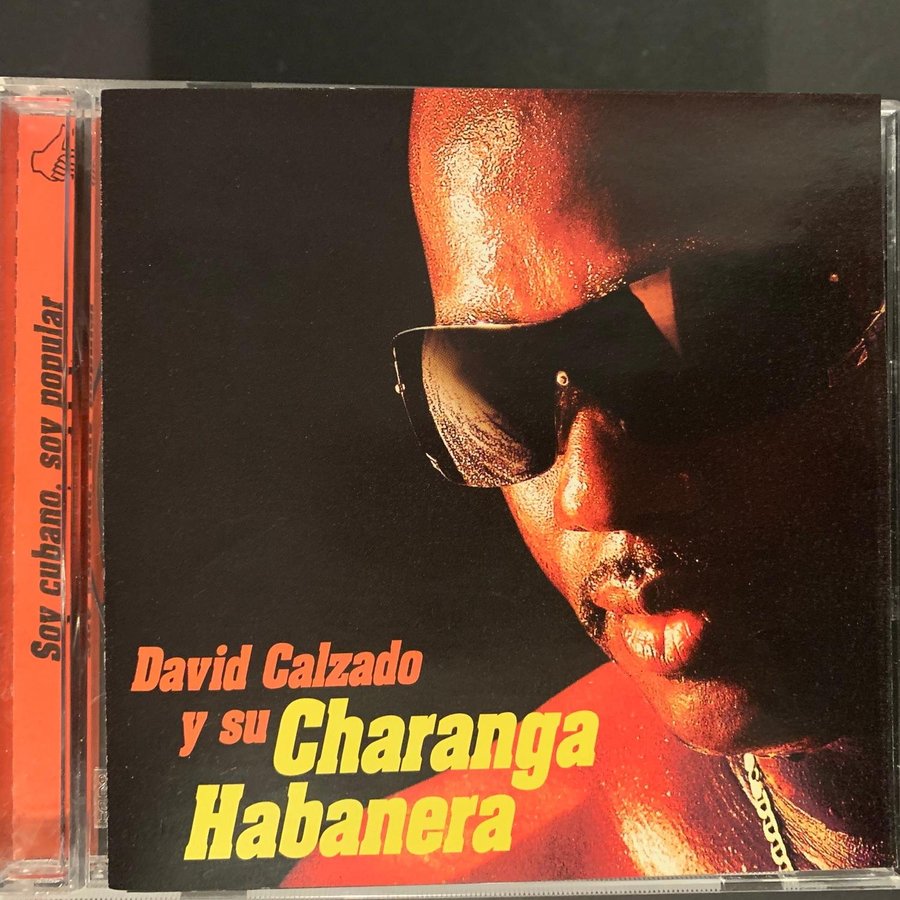 Soy cubano, soy popular
David Calzado
y su Charanga
Habanera